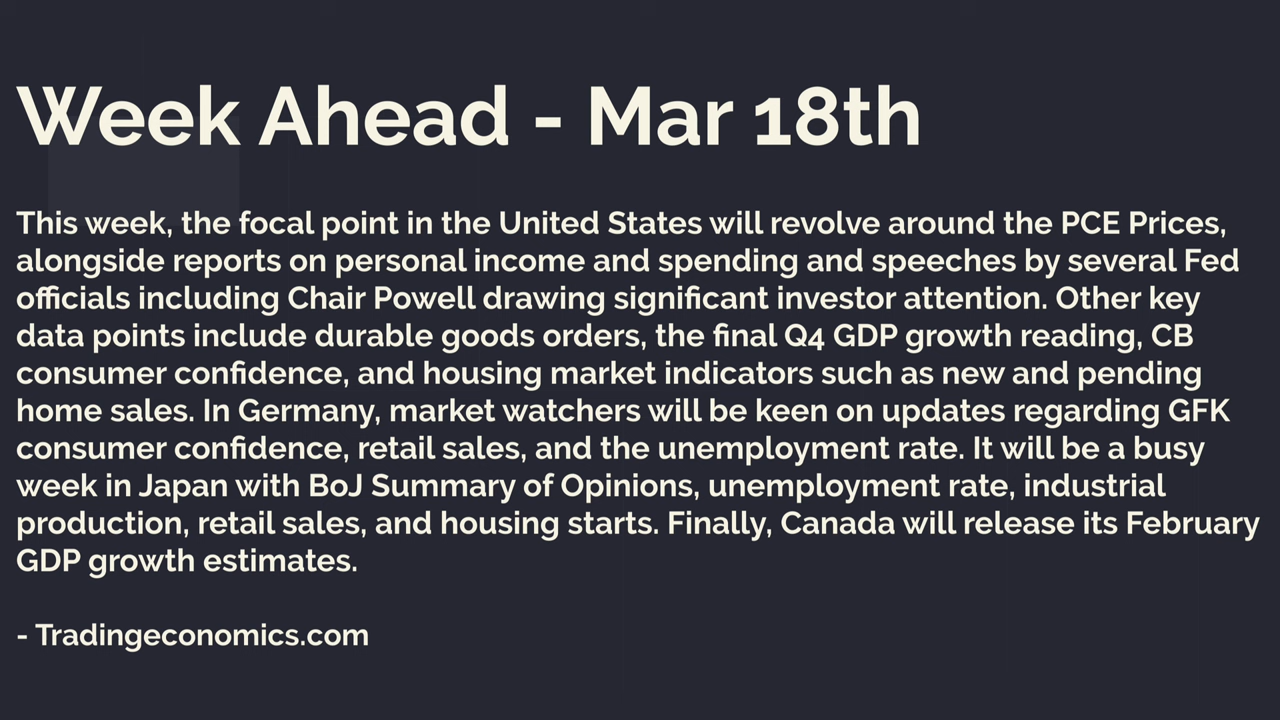 Week Ahead - Mar 18th
This week, the focal point in the United States will revolve around the PCE Prices,
alongside reports on personal income and spending and speeches by several Fed
officials including Chair Powell drawing significant investor attention. Other key
data points include durable goods orders, the final Q4 GDP growth reading, CB
consumer confidence, and housing market indicators such as new and pending
home sales. In Germany, market watchers will be keen on updates regarding GFK
consumer confidence, retail sales, and the unemployment rate. It will be a busy
week in Japan with BoJ Summary of Opinions, unemployment rate, industrial
production, retail sales, and housing starts. Finally, Canada will release its February
GDP growth estimates.
- Tradingeconomics.com